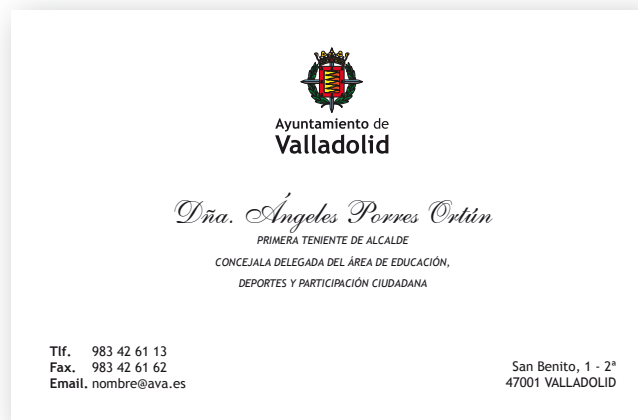 Ayuntamiento de
Valladolid
Dña. Ángeles Porres Ortún
PRIMERA TENIENTE DE ALCALDE
CONCEJALA DELEGADA DEL ÁREA DE EDUCACIÓN,
DEPORTES Y PARTICIPACIÓN CIUDADANA
Tlf. 983 42 61 13
Fax. 983 42 61 62
Email. nombre@ava.es
San Benito, 1 - 2ª
47001 VALLADOLID